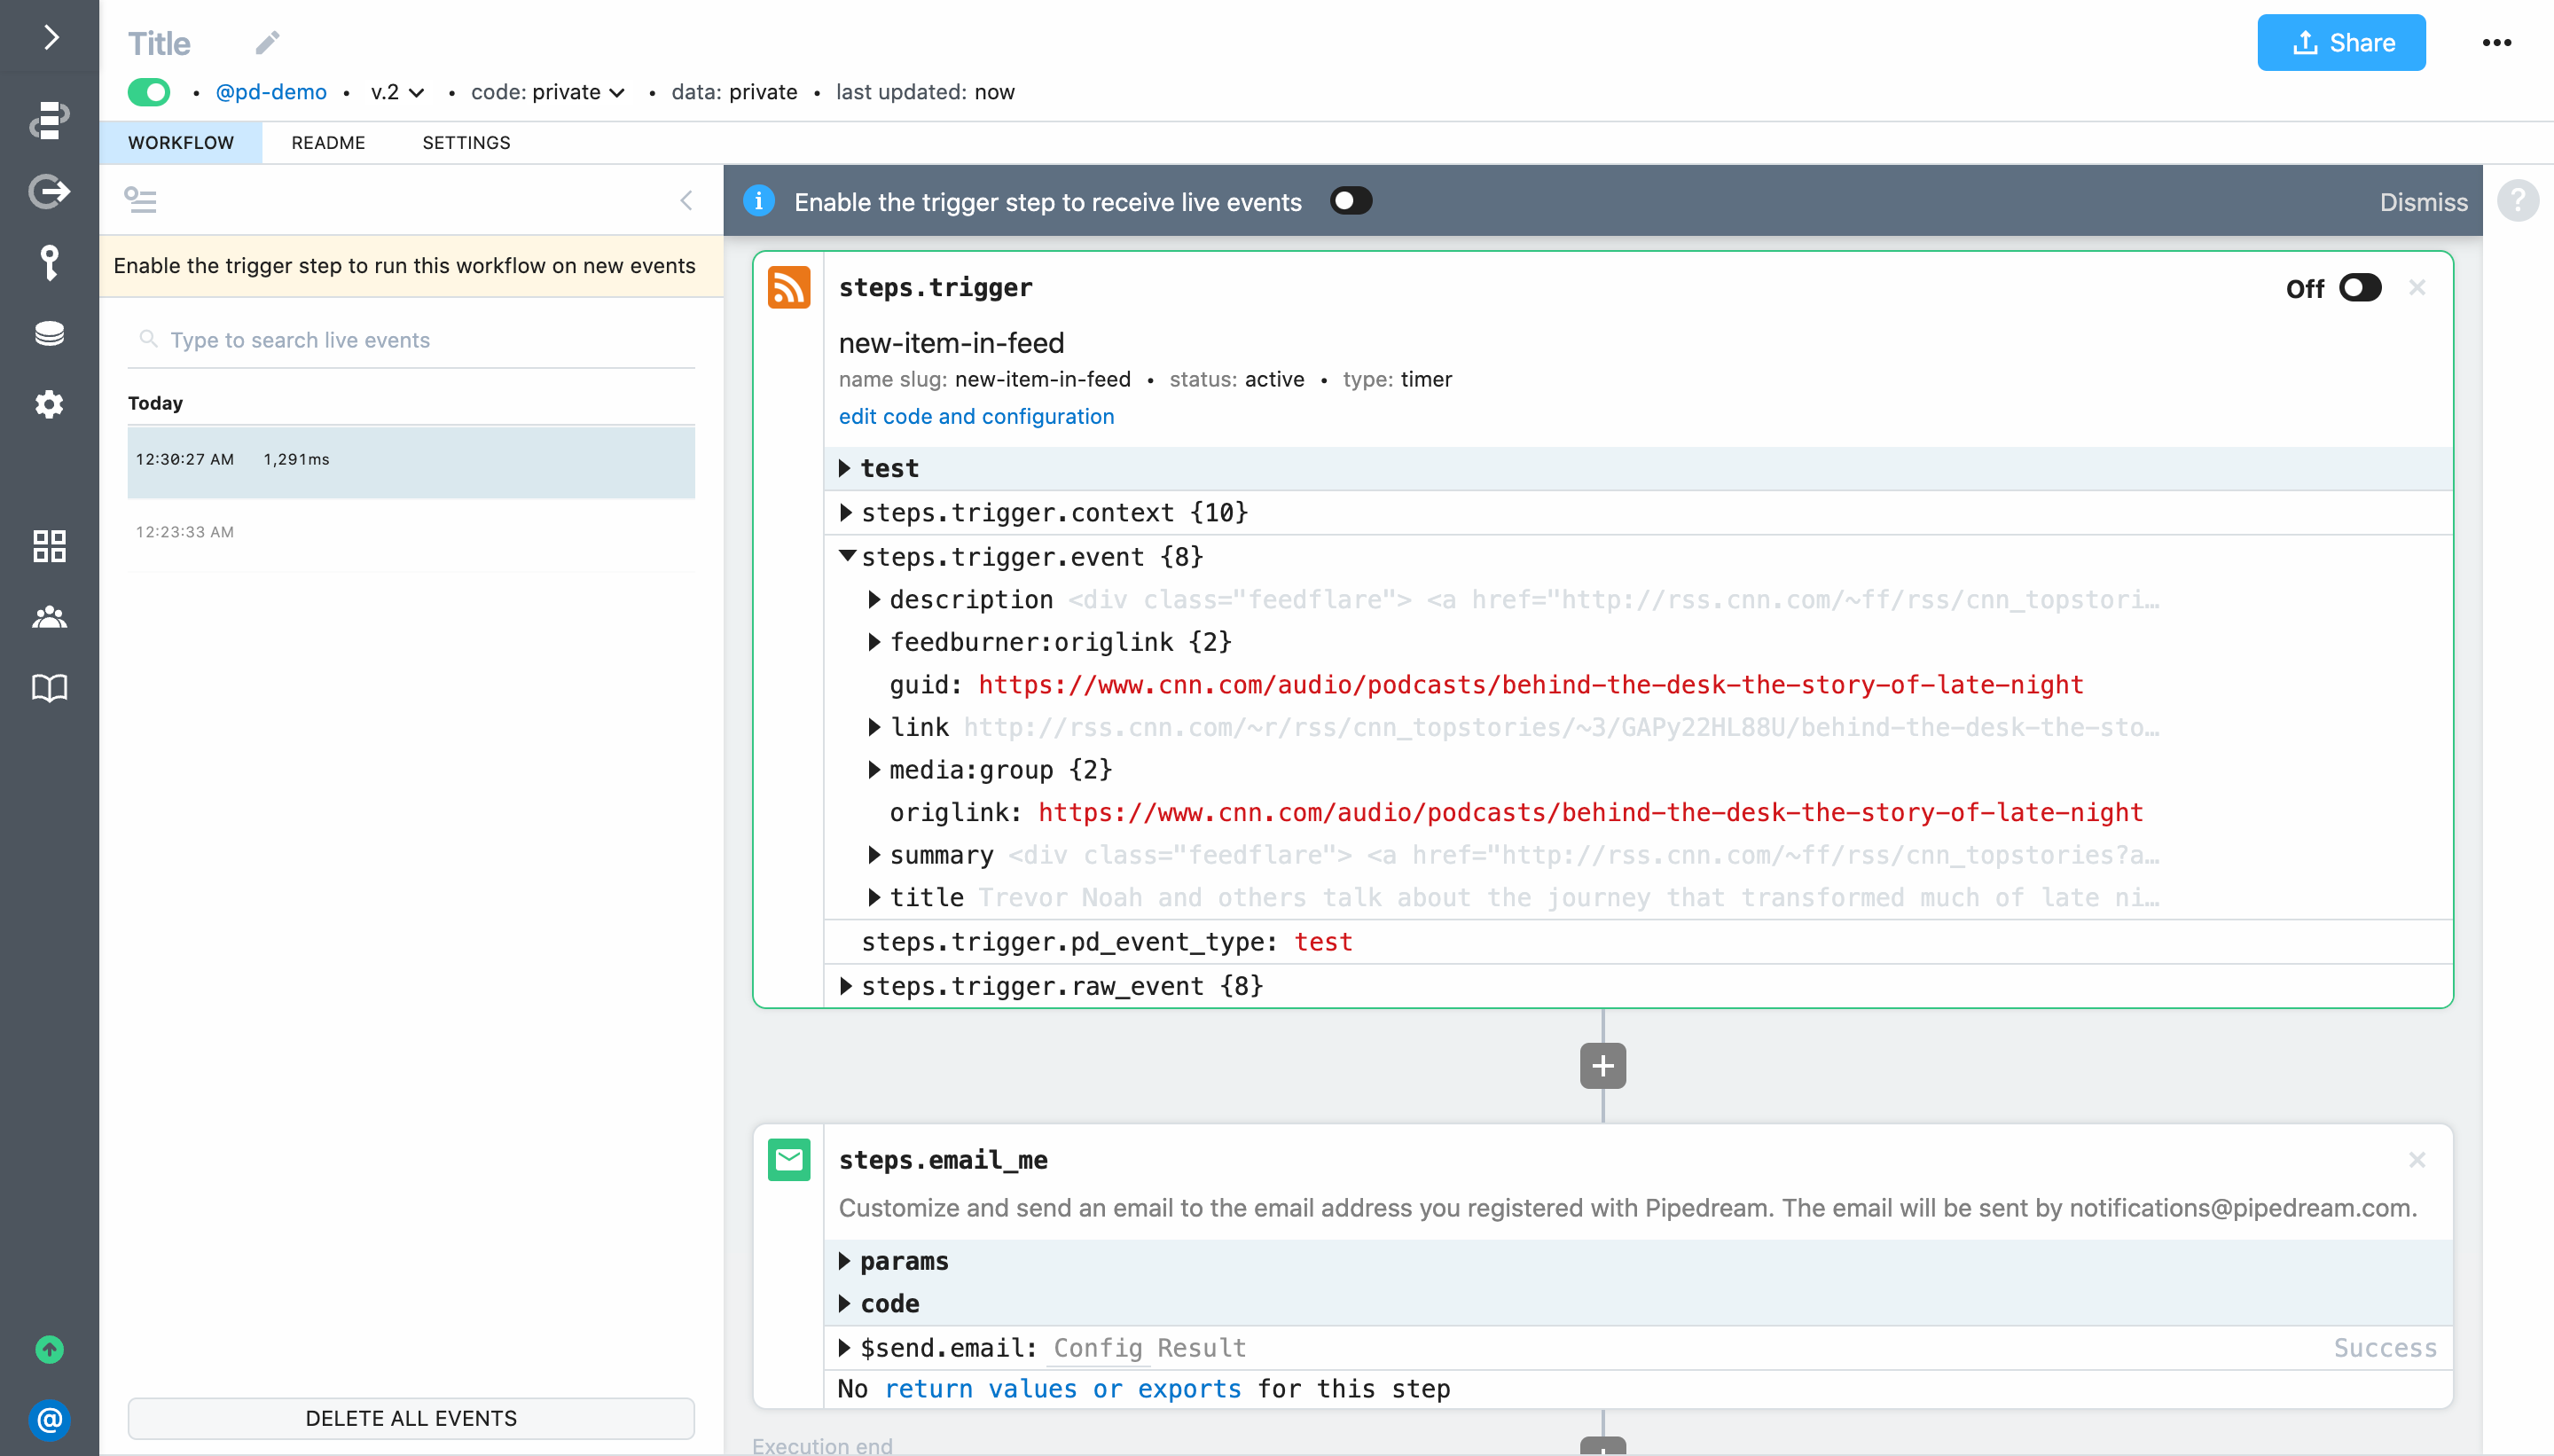 Title
Share
@pd-demo • v.2 • code: private • data: private • last updated: now
WORKFLOW README SETTINGS
Enable the trigger step to receive live events
Dismiss
?
Enable the trigger step to run this workflow on new events
Type to search live events
Today
12:30:27 AM 1,291ms
12:23:33 AM
DELETE ALL EVENTS
steps.trigger
Off
new-item-in-feed
name slug: new-item-in-feed • status: active • type: timer
edit code and configuration
test
steps.trigger.context {10}
steps.trigger.event {8}
description <div class="feedflare"> <a href="http://rss.cnn.com/~ff/rss/cnn_topstori…
feedburner:origlink {2}
guid: https://www.cnn.com/audio/podcasts/behind-the-desk-the-story-of-late-night
link http://rss.cnn.com/~r/rss/cnn_topstories/~3/GAPy22HL88U/behind-the-desk-the-sto…
media:group {2}
origlink: https://www.cnn.com/audio/podcasts/behind-the-desk-the-story-of-late-night
summary <div class="feedflare"> <a href="http://rss.cnn.com/~ff/rss/cnn_topstories?a…
title Trevor Noah and others talk about the journey that transformed much of late ni…
steps.trigger.pd_event_type: test
steps.trigger.raw_event {8}
steps.email_me
Customize and send an email to the email address you registered with Pipedream. The email will be sent by notifications@pipedream.com.
params
code
$send.email: Config Result
Success
No return values or exports for this step
Execution end